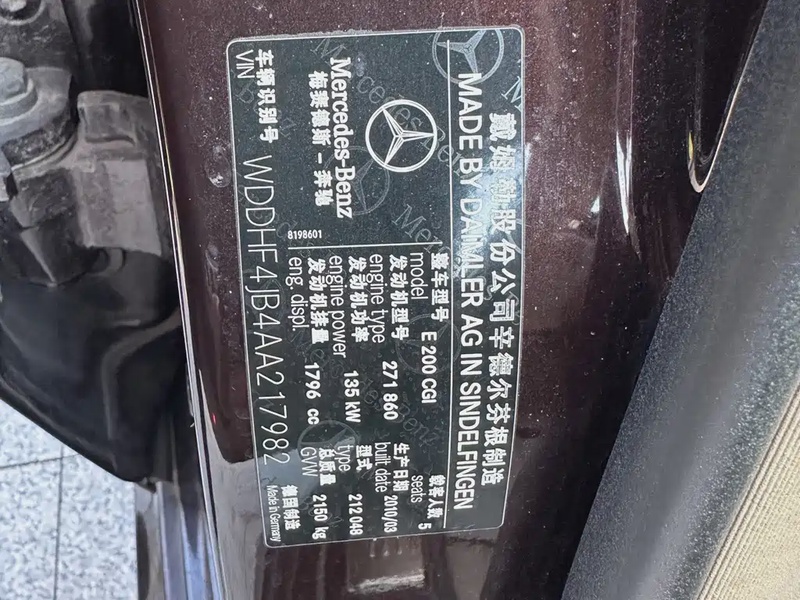 戴姆勒股份公司辛德尔芬根制造
MADE BY DAIMLER AG IN SINDELFINGEN
Mercedes-Benz
梅赛德斯－奔驰
8198601
整车型号
model E 200 CGI
载客人数
seats 5
发动机型号
engine type 271 860
生产日期
built date 2010/03
发动机功率
engine power 135 kW
型式
type 212 048
发动机排量
eng. displ. 1796 cc
总质量
GVW 2150 kg
车辆识别号
VIN WDDHF4JB4AA217982
德国制造
Made in Germany